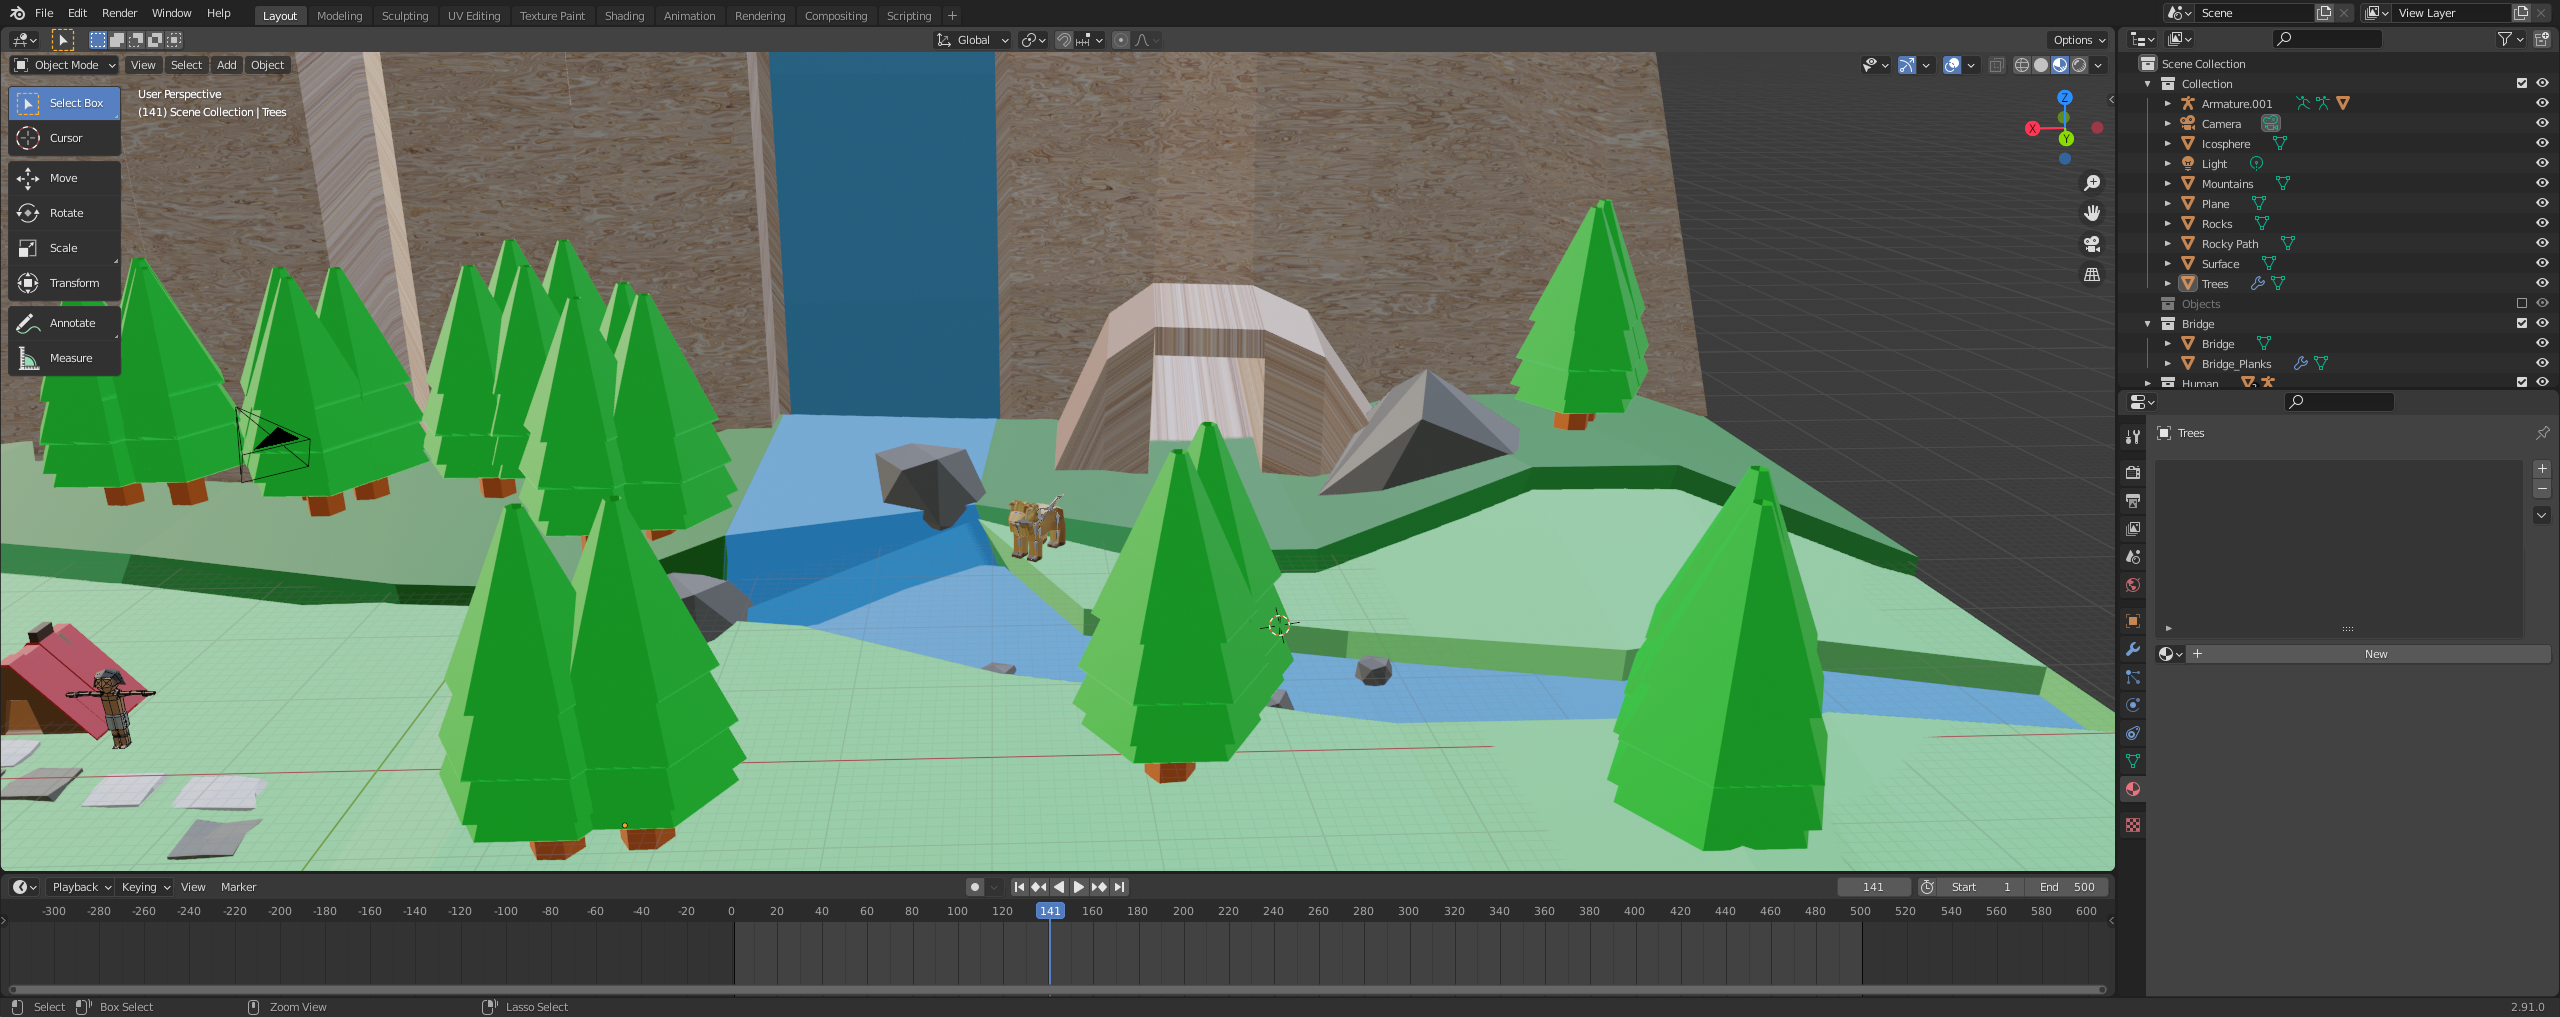 File Edit Render Window Help Layout Modeling Sculpting UV Editing Texture Paint Shading Animation Rendering Compositing Scripting + Scene View Layer
Global Options
Object Mode View Select Add Object
Select Box
Cursor
Move
Rotate
Scale
Transform
Annotate
Measure
User Perspective
(141) Scene Collection | Trees
Z
X
Y
Scene Collection
Collection
Armature.001
Camera
Icosphere
Light
Mountains
Plane
Rocks
Rocky Path
Surface
Trees
Objects
Bridge
Bridge
Bridge_Planks
Human
Trees
New
Playback Keying View Marker 141 Start 1 End 500
-300 -280 -260 -240 -220 -200 -180 -160 -140 -120 -100 -80 -60 -40 -20 0 20 40 60 80 100 120 141 160 180 200 220 240 260 280 300 320 340 360 380 400 420 440 460 480 500 520 540 560 580 600
Select Box Select Zoom View Lasso Select 2.91.0